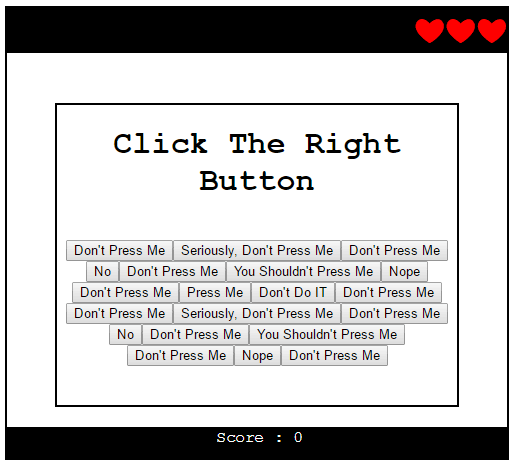 Click The Right
Button
Don't Press Me Seriously, Don't Press Me Don't Press Me
No Don't Press Me You Shouldn't Press Me Nope
Don't Press Me Press Me Don't Do IT Don't Press Me
Don't Press Me Seriously, Don't Press Me Don't Press Me
No Don't Press Me You Shouldn't Press Me
Don't Press Me Nope Don't Press Me
Score : 0